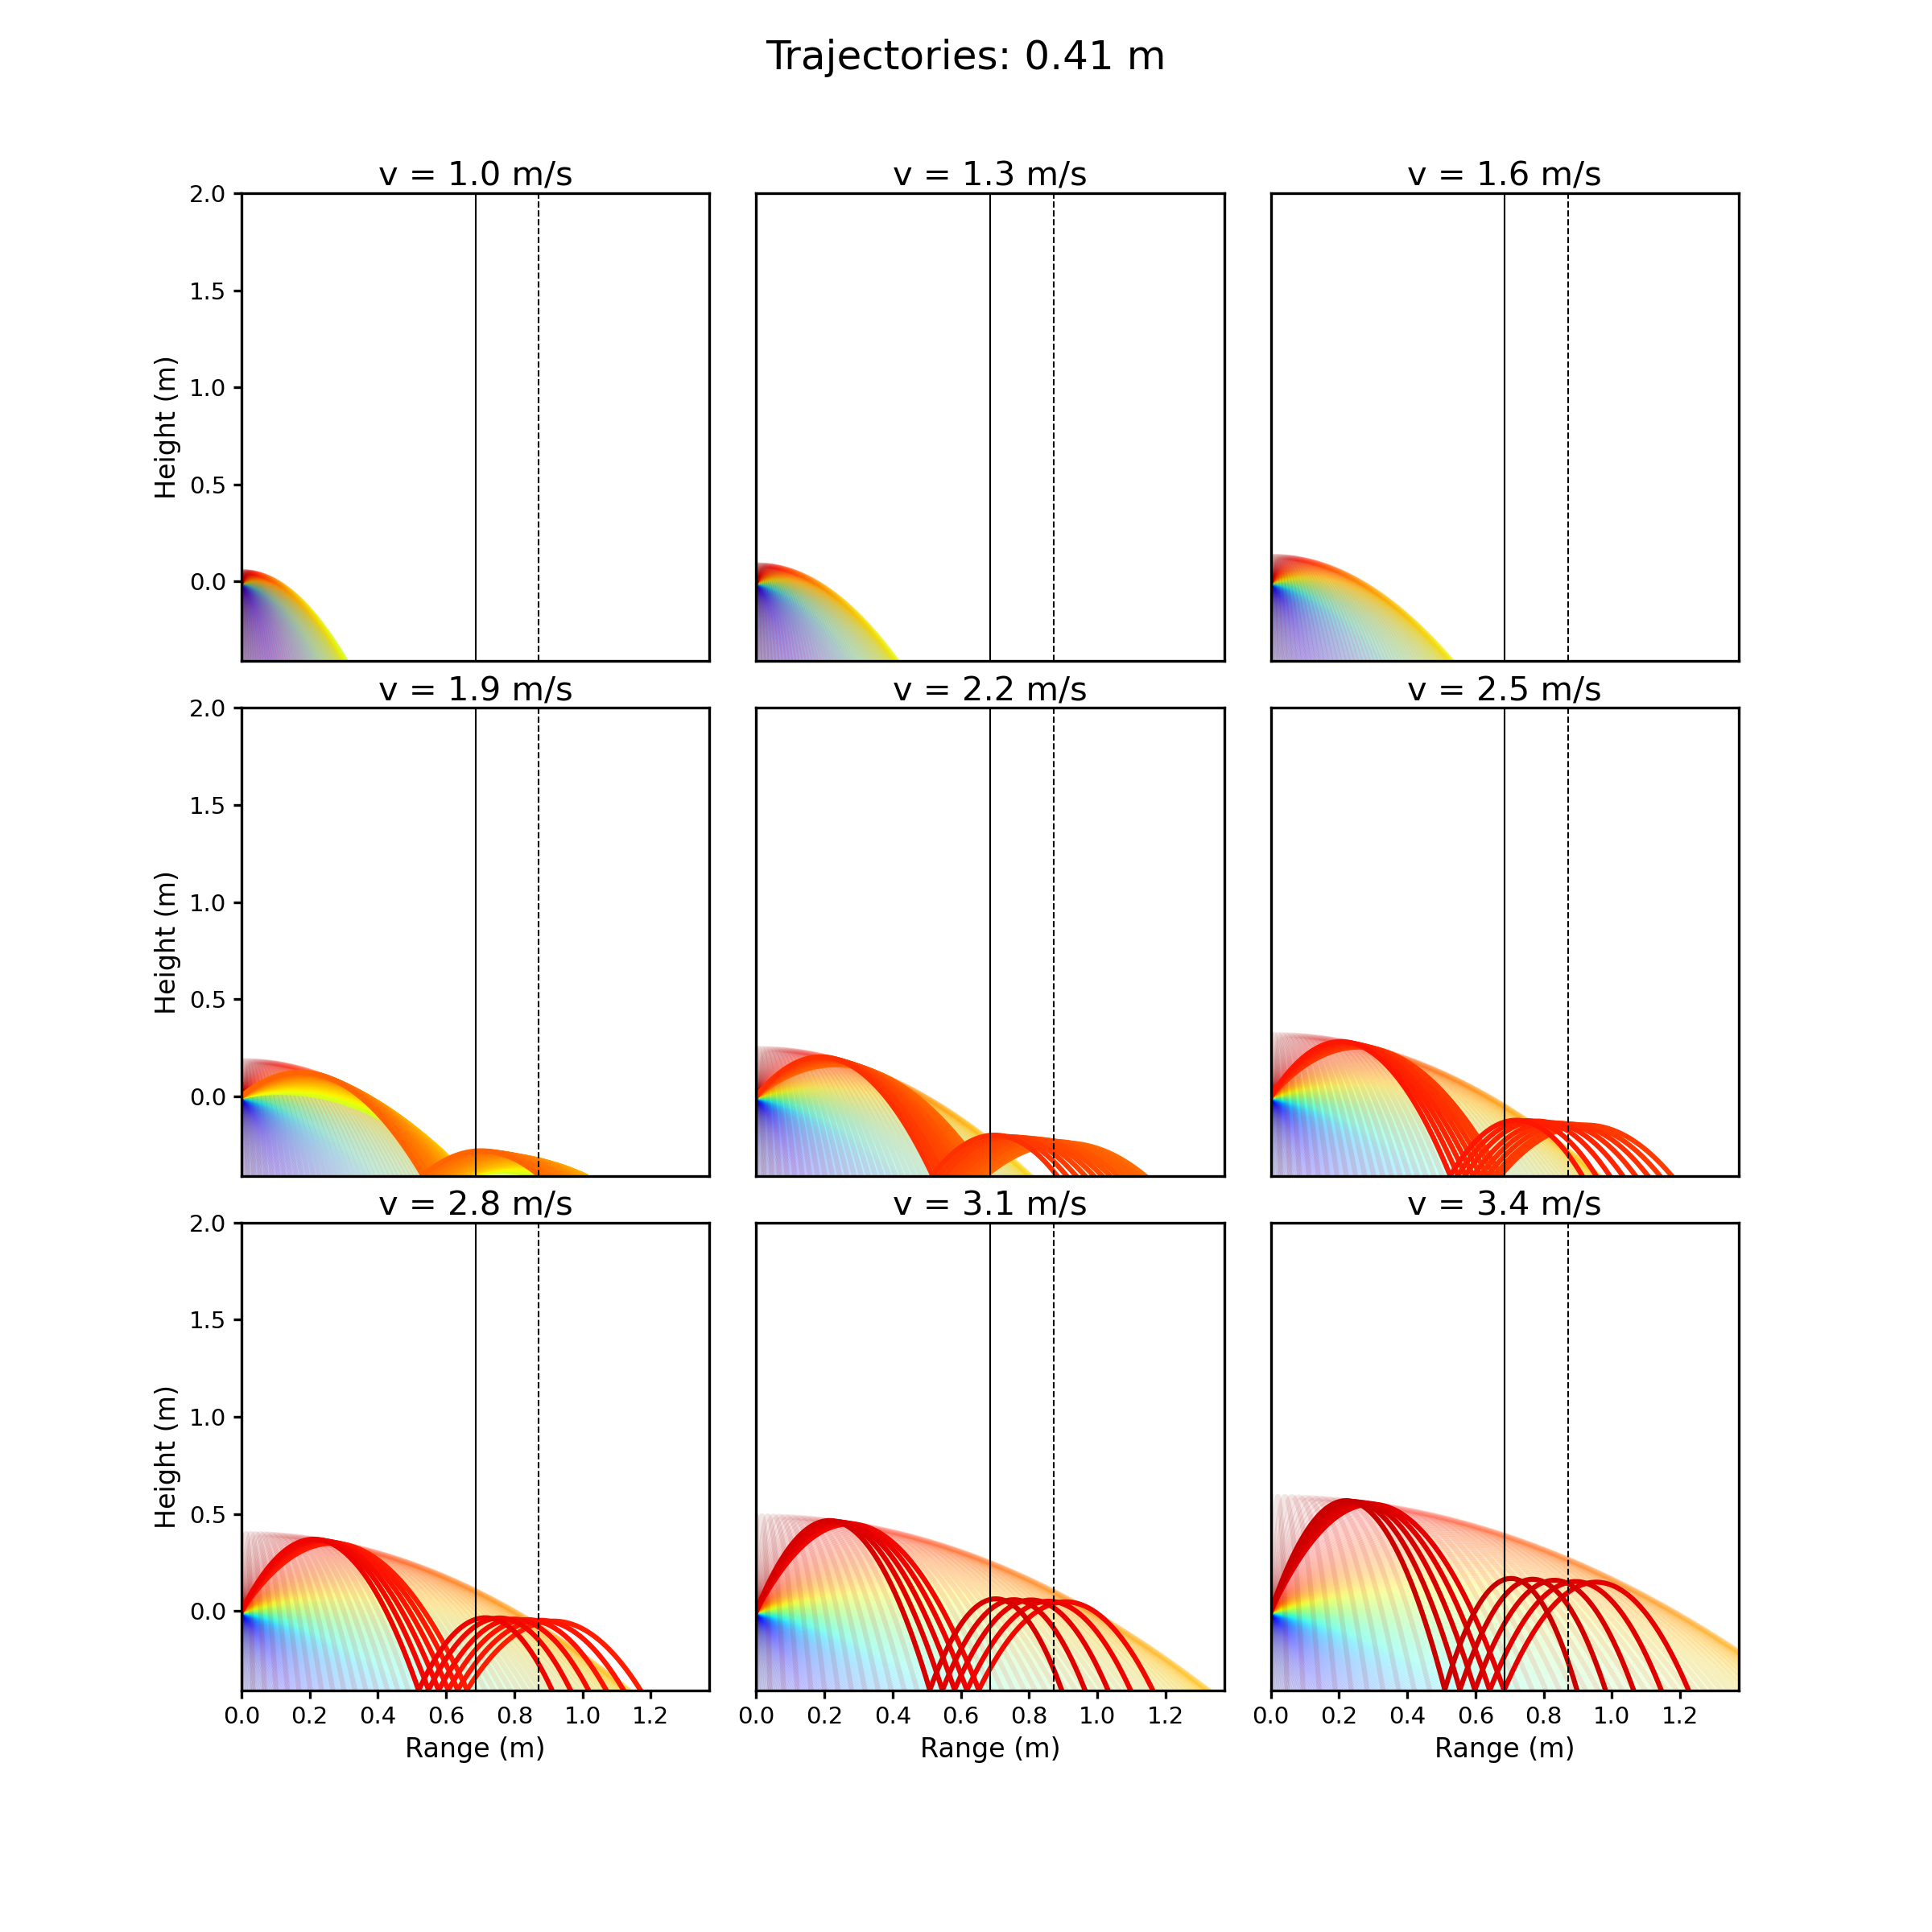 Trajectories: 0.41 m
v = 1.0 m/s
v = 1.3 m/s
v = 1.6 m/s
2.0
1.5
1.0
0.5
0.0
Height (m)
v = 1.9 m/s
v = 2.2 m/s
v = 2.5 m/s
2.0
1.5
1.0
0.5
0.0
Height (m)
v = 2.8 m/s
v = 3.1 m/s
v = 3.4 m/s
2.0
1.5
1.0
0.5
0.0
Height (m)
0.0 0.2 0.4 0.6 0.8 1.0 1.2
0.0 0.2 0.4 0.6 0.8 1.0 1.2
0.0 0.2 0.4 0.6 0.8 1.0 1.2
Range (m)
Range (m)
Range (m)